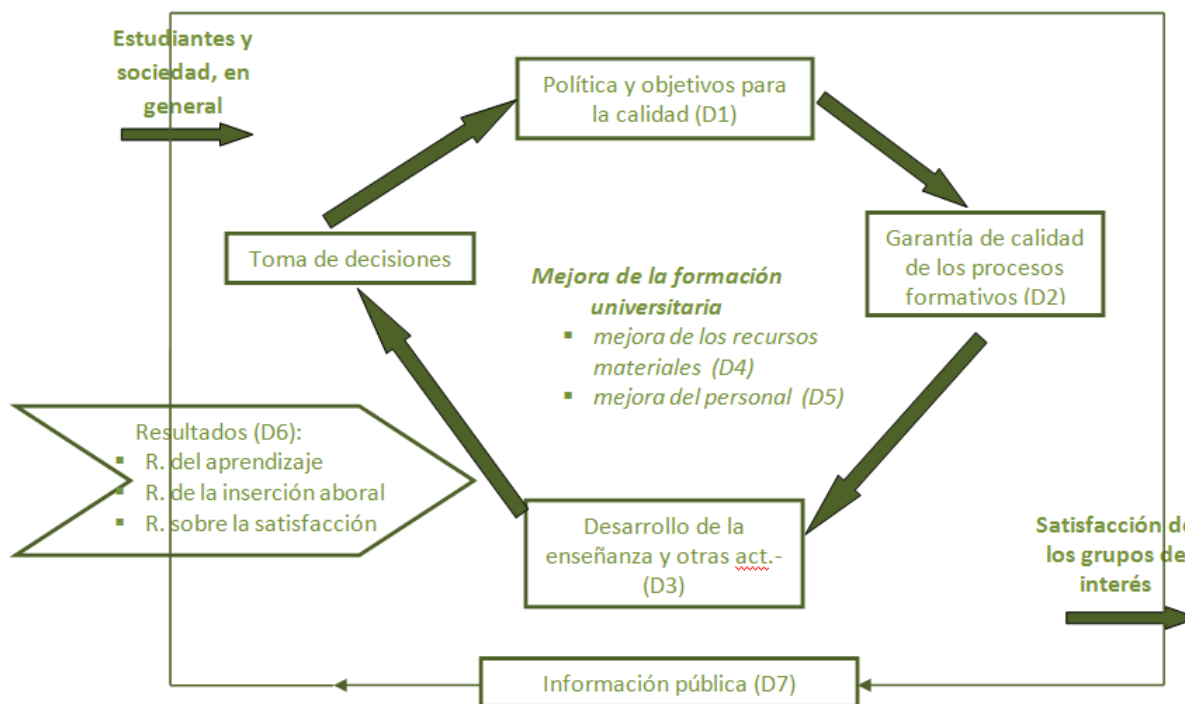 Estudiantes y
sociedad, en
general
Política y objetivos para
la calidad (D1)
Toma de decisiones
Garantía de calidad
de los procesos
formativos (D2)
Mejora de la formación
universitaria
▪ mejora de los recursos
materiales (D4)
▪ mejora del personal (D5)
Resultados (D6):
▪ R. del aprendizaje
▪ R. de la inserción aboral
▪ R. sobre la satisfacción
Desarrollo de la
enseñanza y otras act.-
(D3)
Satisfacción de
los grupos de
interés
Información pública (D7)